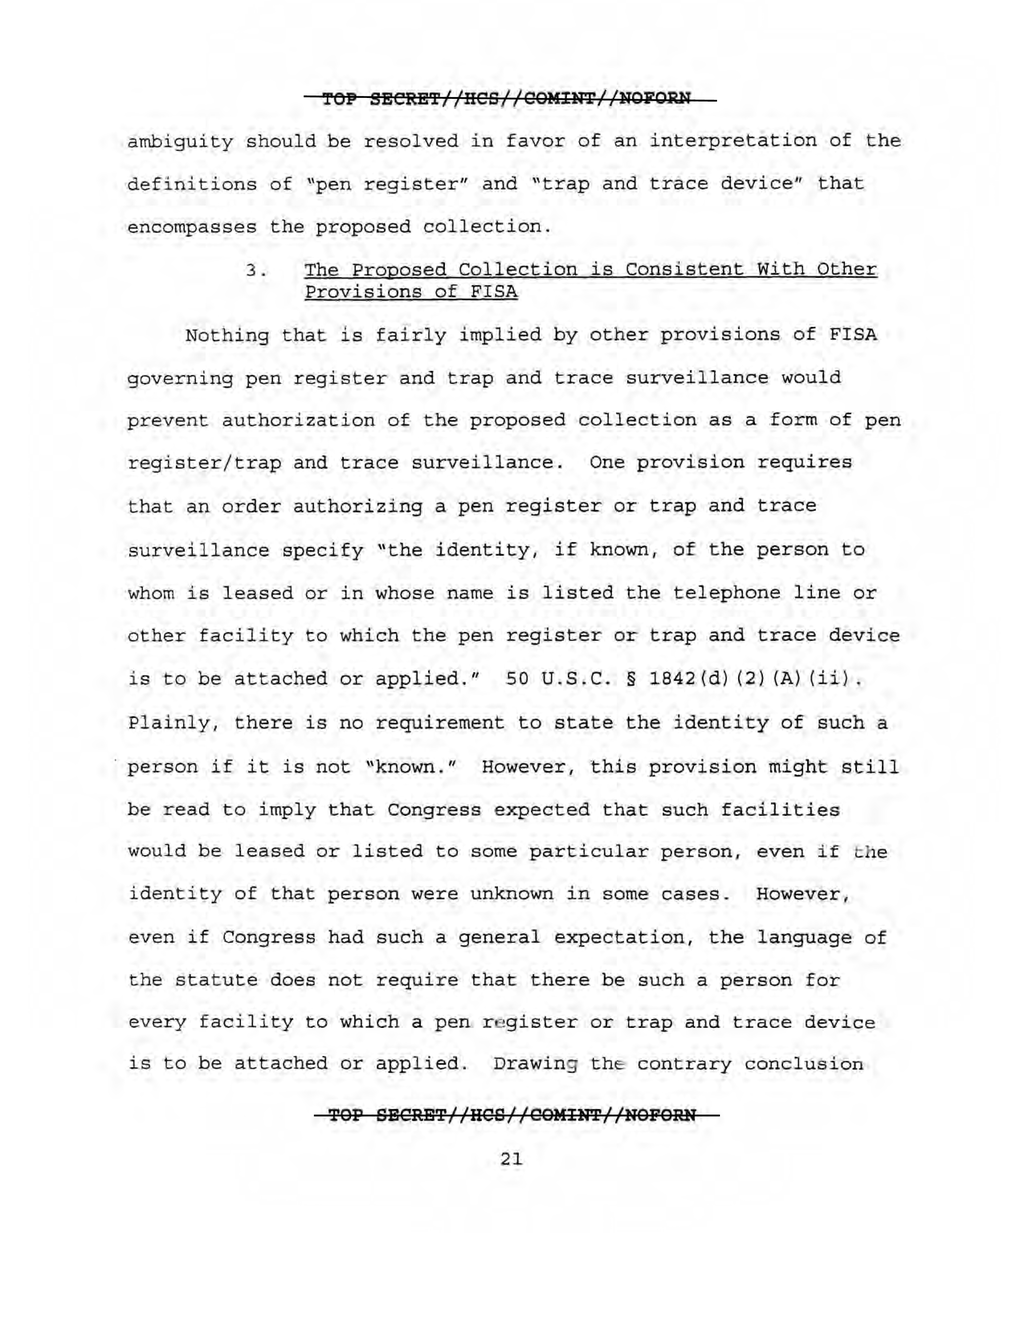 TOP SECRET//HCS//COMINT//NOFORN
ambiguity should be resolved in favor of an interpretation of the
definitions of "pen register" and "trap and trace device" that
encompasses the proposed collection.
3. The Proposed Collection is Consistent With Other
Provisions of FISA
Nothing that is fairly implied by other provisions of FISA
governing pen register and trap and trace surveillance would
prevent authorization of the proposed collection as a form of pen
register/trap and trace surveillance. One provision requires
that an order authorizing a pen register or trap and trace
surveillance specify "the identity, if known, of the person to
whom is leased or in whose name is listed the telephone line or
other facility to which the pen register or trap and trace device
is to be attached or applied." 50 U.S.C. § 1842(d)(2)(A)(ii).
Plainly, there is no requirement to state the identity of such a
person if it is not "known." However, this provision might still
be read to imply that Congress expected that such facilities
would be leased or listed to some particular person, even if the
identity of that person were unknown in some cases. However,
even if Congress had such a general expectation, the language of
the statute does not require that there be such a person for
every facility to which a pen register or trap and trace device
is to be attached or applied. Drawing the contrary conclusion
TOP SECRET//HCS//COMINT//NOFORN
21